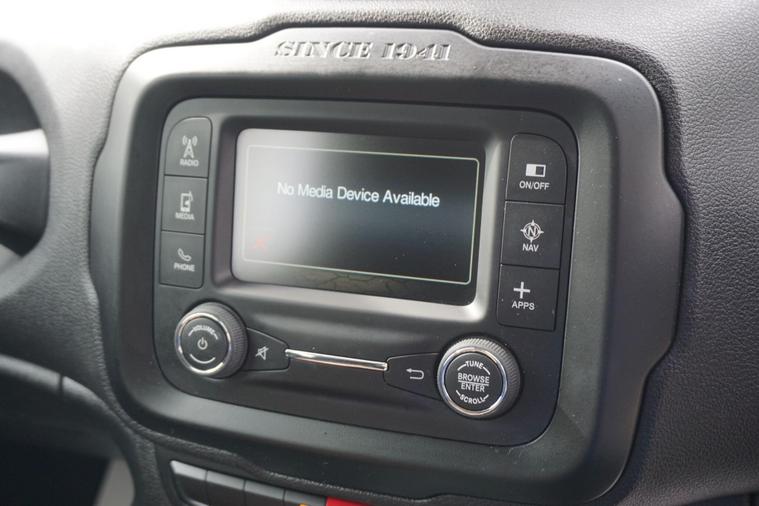 SINCE 1941
RADIO
MEDIA
PHONE
No Media Device Available
ON/OFF
N
NAV
APPS
VOLUME
TUNE
BROWSE
ENTER
SCROLL